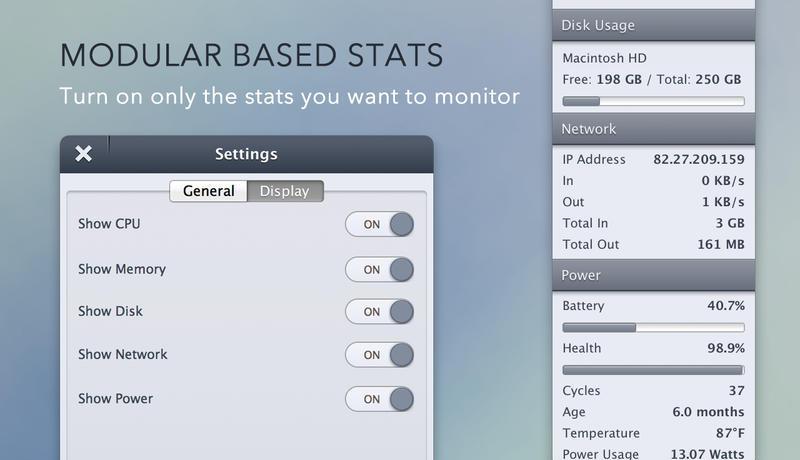 MODULAR BASED STATS
Turn on only the stats you want to monitor
Settings
General Display
Show CPU ON
Show Memory ON
Show Disk ON
Show Network ON
Show Power ON
Disk Usage
Macintosh HD
Free: 198 GB / Total: 250 GB
Network
IP Address 82.27.209.159
In 0 KB/s
Out 1 KB/s
Total In 3 GB
Total Out 161 MB
Power
Battery 40.7%
Health 98.9%
Cycles 37
Age 6.0 months
Temperature 87°F
Power Usage 13.07 Watts